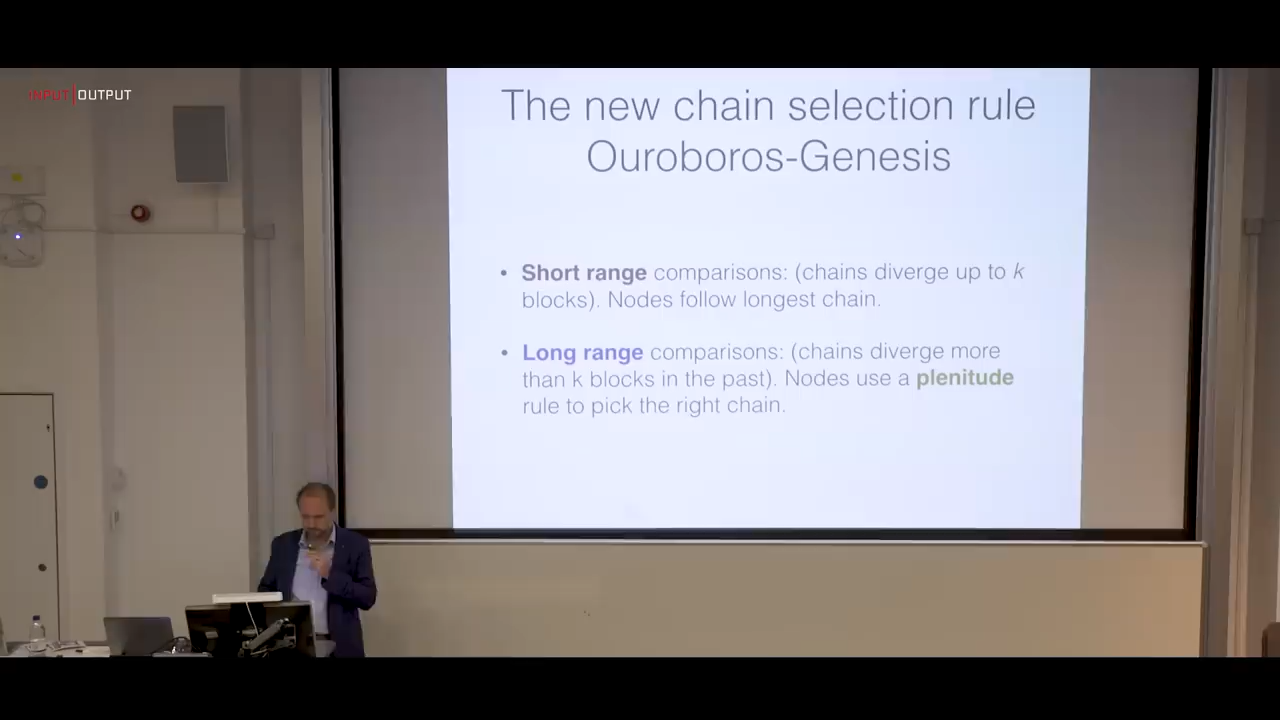 INPUT|OUTPUT
The new chain selection rule
Ouroboros-Genesis
• Short range comparisons: (chains diverge up to k
blocks). Nodes follow longest chain.
• Long range comparisons: (chains diverge more
than k blocks in the past). Nodes use a plenitude
rule to pick the right chain.